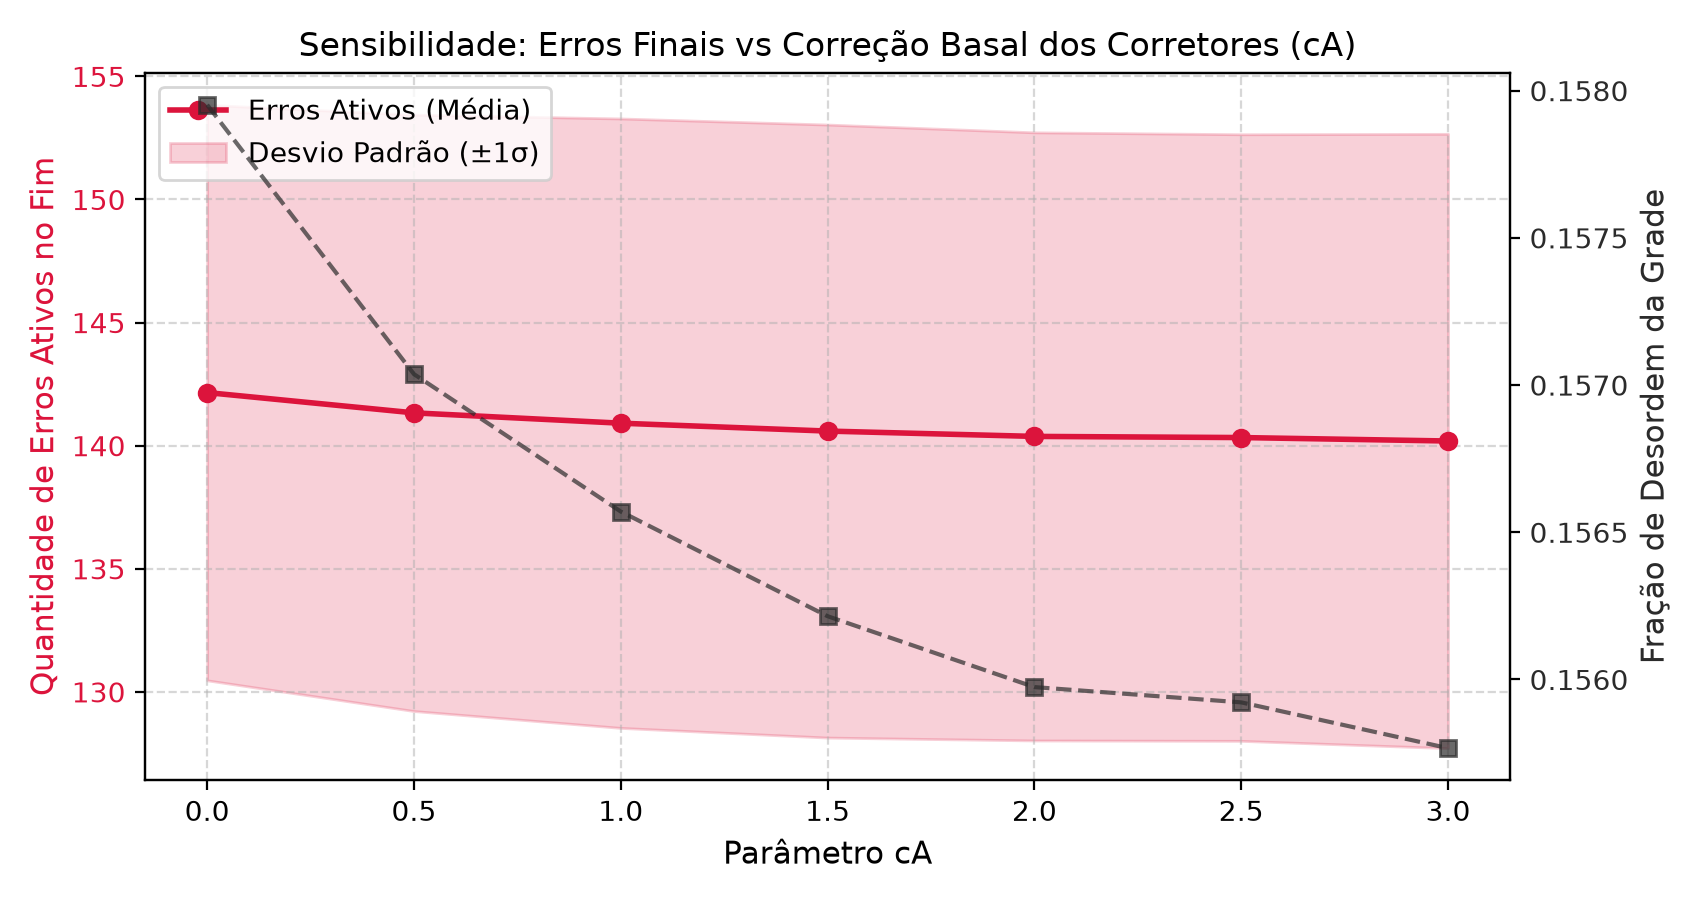 Sensibilidade: Erros Finais vs Correção Basal dos Corretores (cA)
Erros Ativos (Média)
Desvio Padrão (±1σ)
Quantidade de Erros Ativos no Fim
155
150
145
140
135
130
0.1580
0.1575
0.1570
0.1565
0.1560
Fração de Desordem da Grade
0.0 0.5 1.0 1.5 2.0 2.5 3.0
Parâmetro cA